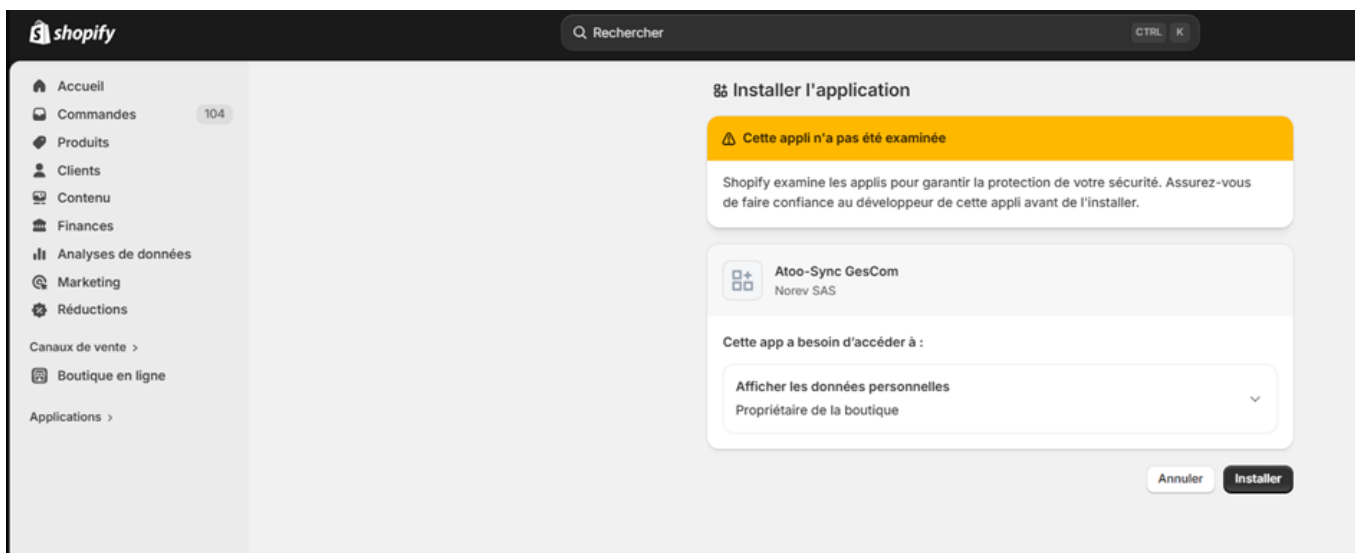 shopify
Rechercher
CTRL K
Accueil
Commandes 104
Produits
Clients
Contenu
Finances
Analyses de données
Marketing
Réductions
Canaux de vente >
Boutique en ligne
Applications >
Installer l'application
Cette appli n'a pas été examinée
Shopify examine les applis pour garantir la protection de votre sécurité. Assurez-vous
de faire confiance au développeur de cette appli avant de l'installer.
Atoo-Sync GesCom
Norev SAS
Cette app a besoin d'accéder à :
Afficher les données personnelles
Propriétaire de la boutique
Annuler
Installer